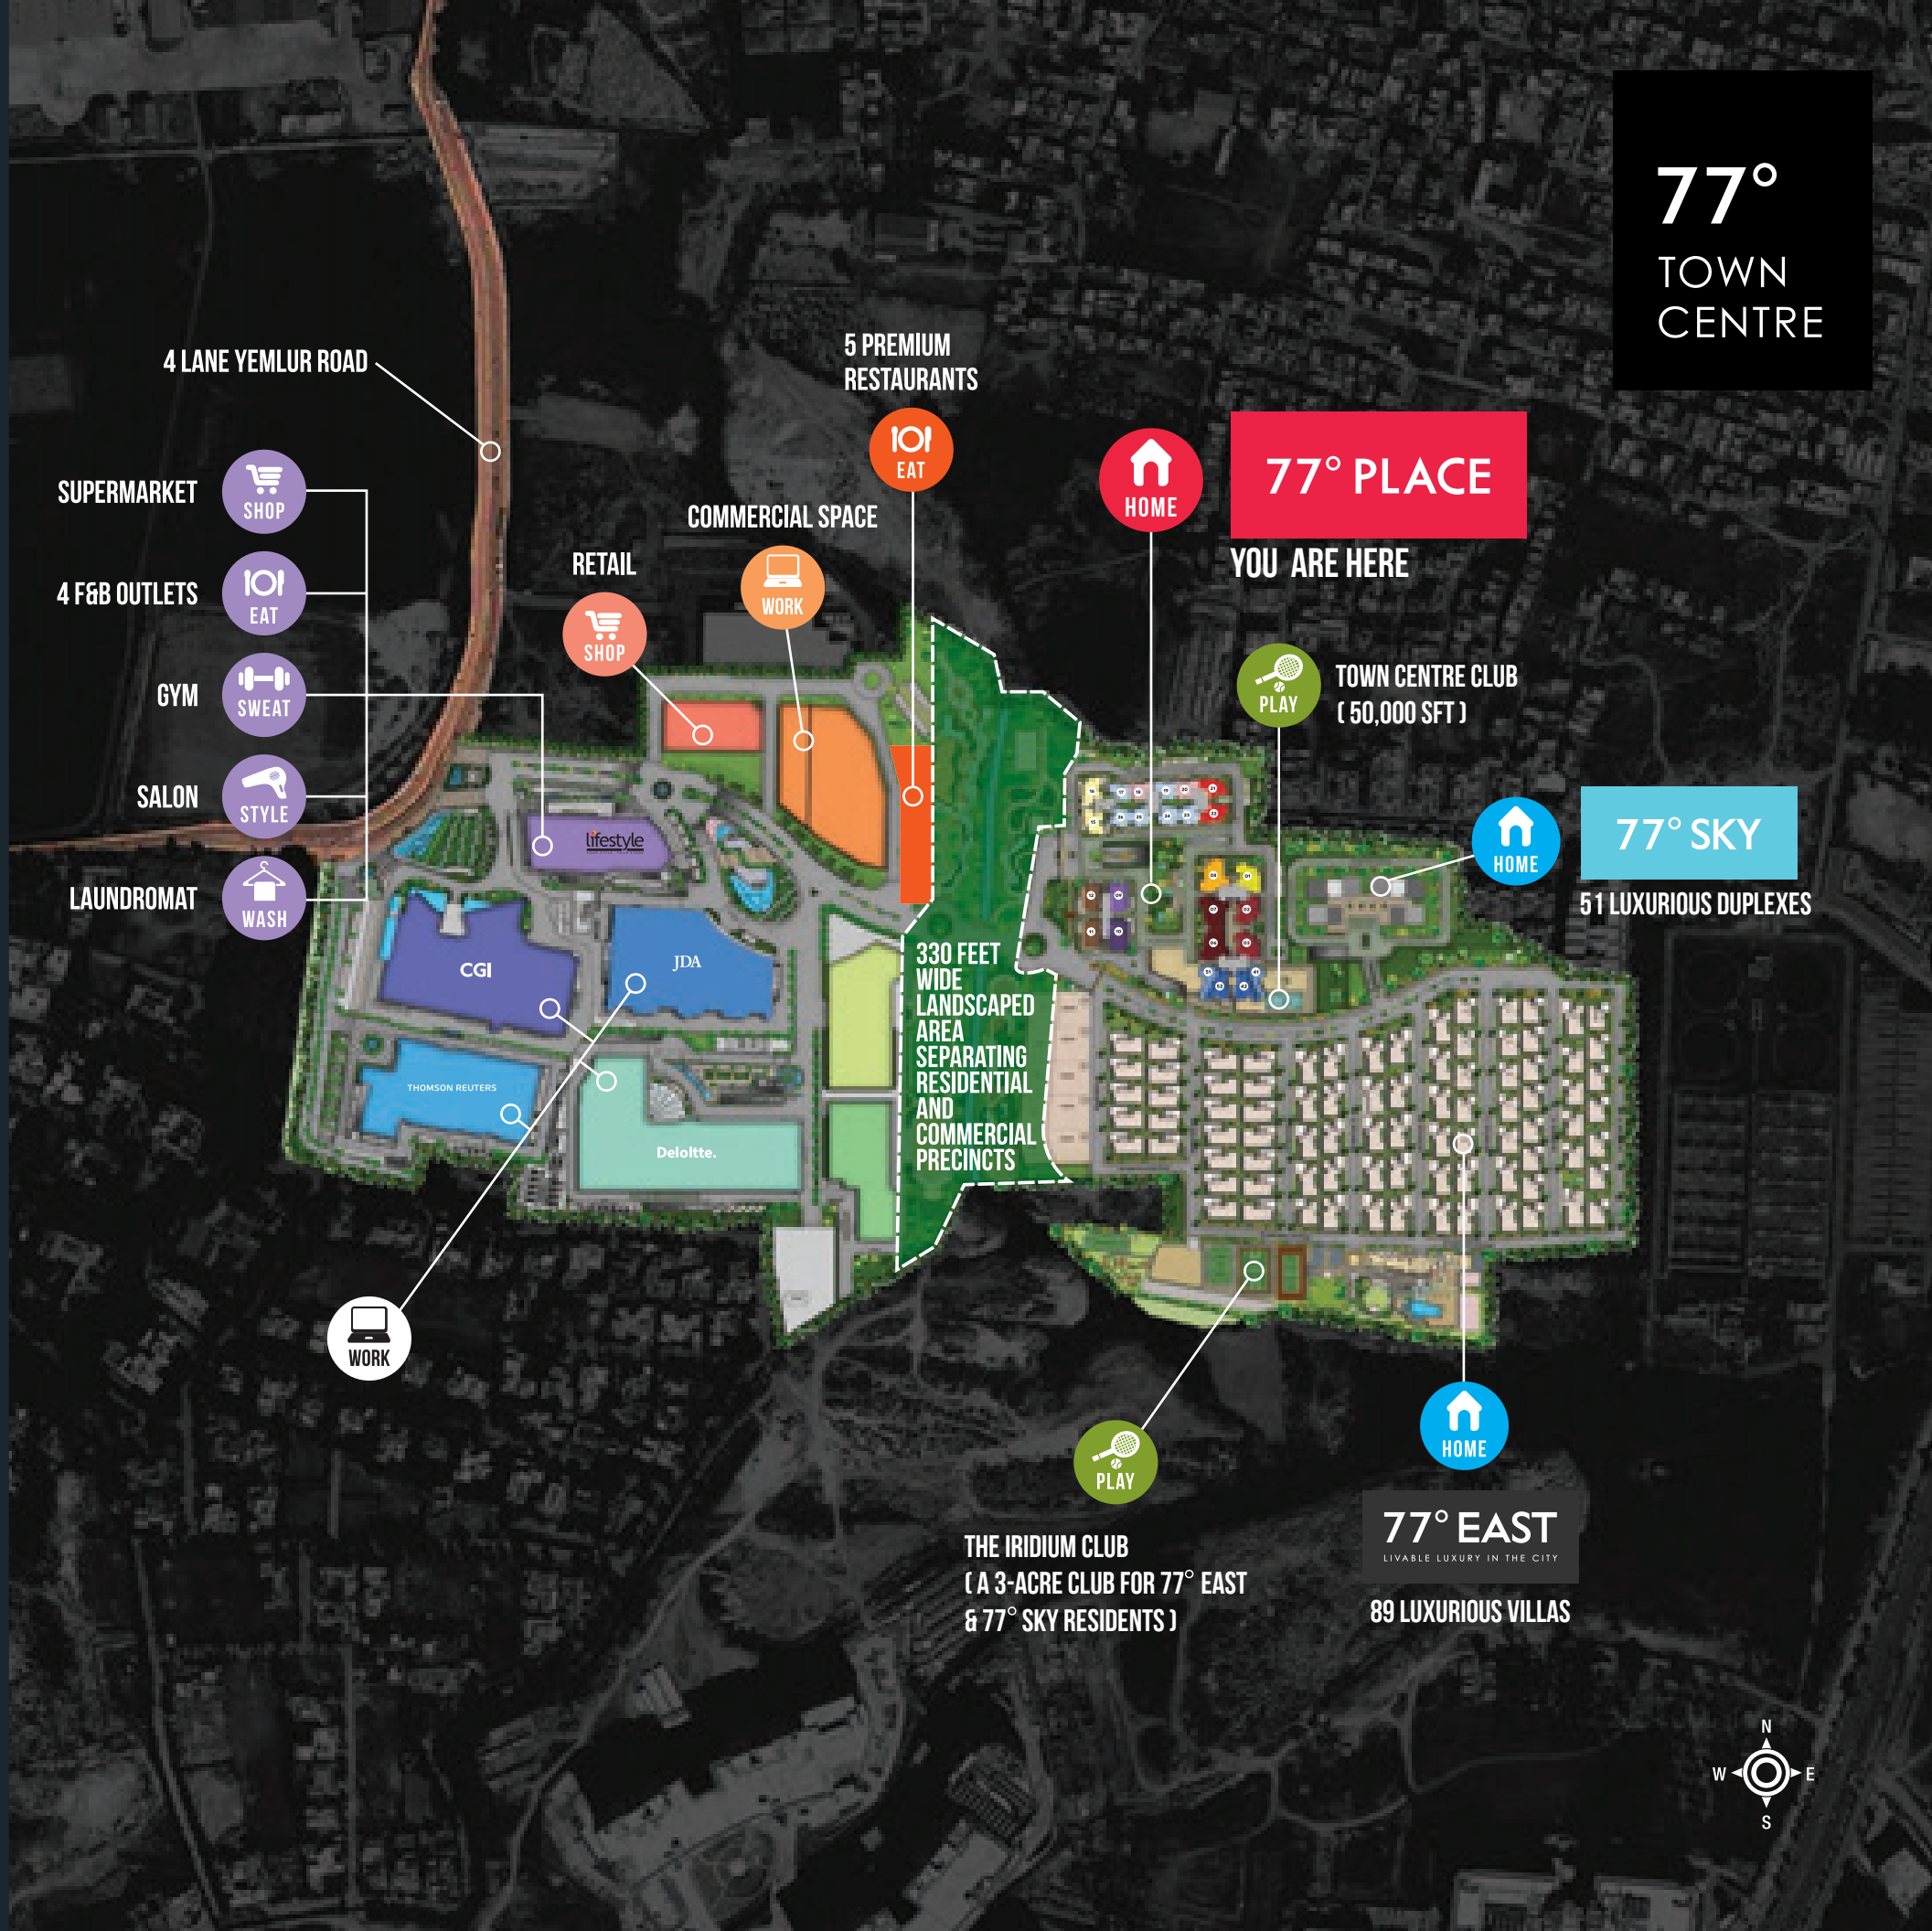 77°
TOWN
CENTRE
4 LANE YEMLUR ROAD
5 PREMIUM
RESTAURANTS
EAT
HOME
77° PLACE
YOU ARE HERE
SUPERMARKET
SHOP
4 F&B OUTLETS
EAT
GYM
SWEAT
SALON
STYLE
LAUNDROMAT
WASH
RETAIL
SHOP
COMMERCIAL SPACE
WORK
PLAY
TOWN CENTRE CLUB
( 50,000 SFT )
HOME
77° SKY
51 LUXURIOUS DUPLEXES
lifestyle
CGI
JDA
THOMSON REUTERS
Deloitte.
330 FEET
WIDE
LANDSCAPED
AREA
SEPARATING
RESIDENTIAL
AND
COMMERCIAL
PRECINCTS
WORK
PLAY
THE IRIDIUM CLUB
( A 3-ACRE CLUB FOR 77° EAST
& 77° SKY RESIDENTS )
HOME
77° EAST
LIVABLE LUXURY IN THE CITY
89 LUXURIOUS VILLAS
N
W E
S